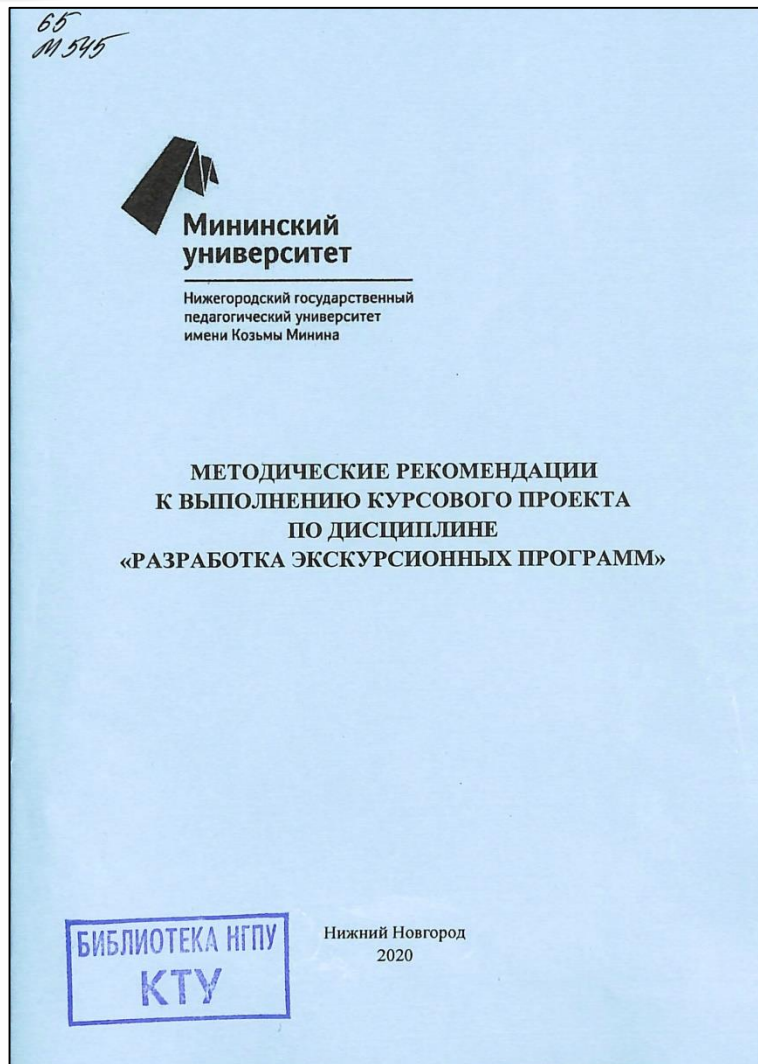 65
М 545
Мининский
университет
Нижегородский государственный
педагогический университет
имени Козьмы Минина
МЕТОДИЧЕСКИЕ РЕКОМЕНДАЦИИ
К ВЫПОЛНЕНИЮ КУРСОВОГО ПРОЕКТА
ПО ДИСЦИПЛИНЕ
«РАЗРАБОТКА ЭКСКУРСИОННЫХ ПРОГРАММ»
БИБЛИОТЕКА НГПУ
КТУ
Нижний Новгород
2020